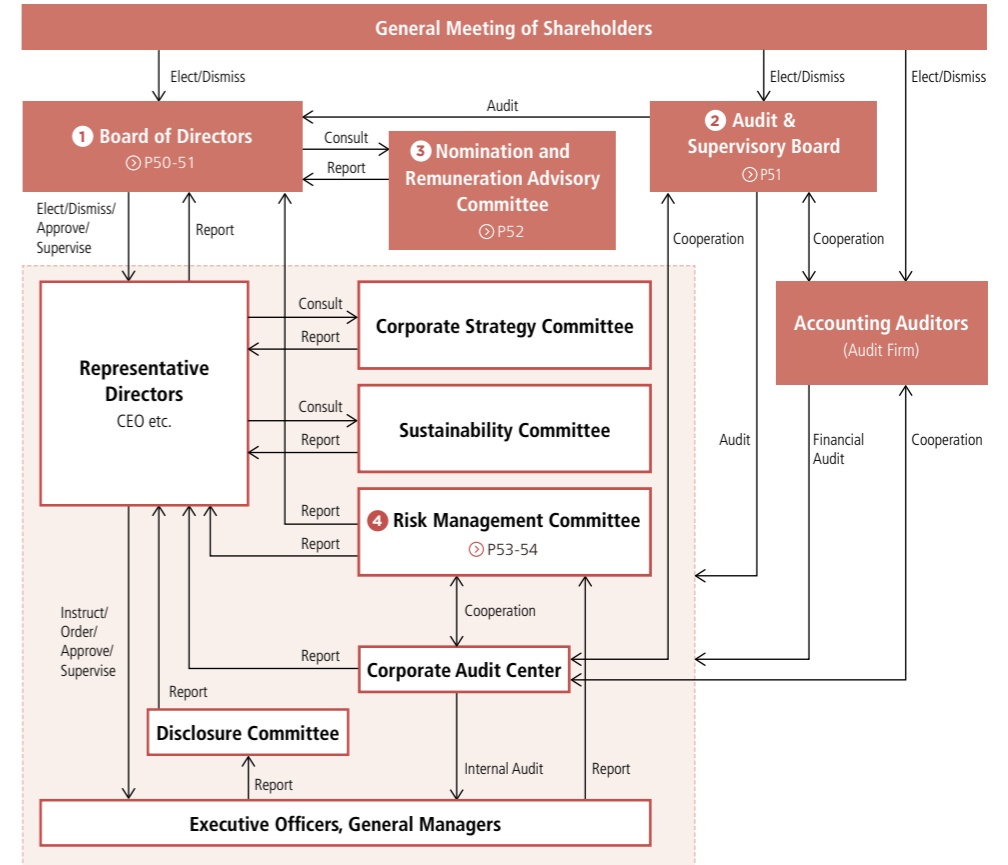 General Meeting of Shareholders
Elect/Dismiss
Elect/Dismiss
Elect/Dismiss
Audit
1 Board of Directors
P50-51
Consult
Report
3 Nomination and
Remuneration Advisory
Committee
P52
2 Audit &
Supervisory Board
P51
Elect/Dismiss/
Approve/
Supervise
Report
Cooperation
Cooperation
Representative
Directors
CEO etc.
Consult
Report
Corporate Strategy Committee
Accounting Auditors
(Audit Firm)
Consult
Report
Sustainability Committee
Audit
Financial
Audit
Cooperation
Report
Report
4 Risk Management Committee
P53-54
Instruct/
Order/
Approve/
Supervise
Cooperation
Report
Corporate Audit Center
Report
Disclosure Committee
Report
Internal Audit
Report
Executive Officers, General Managers